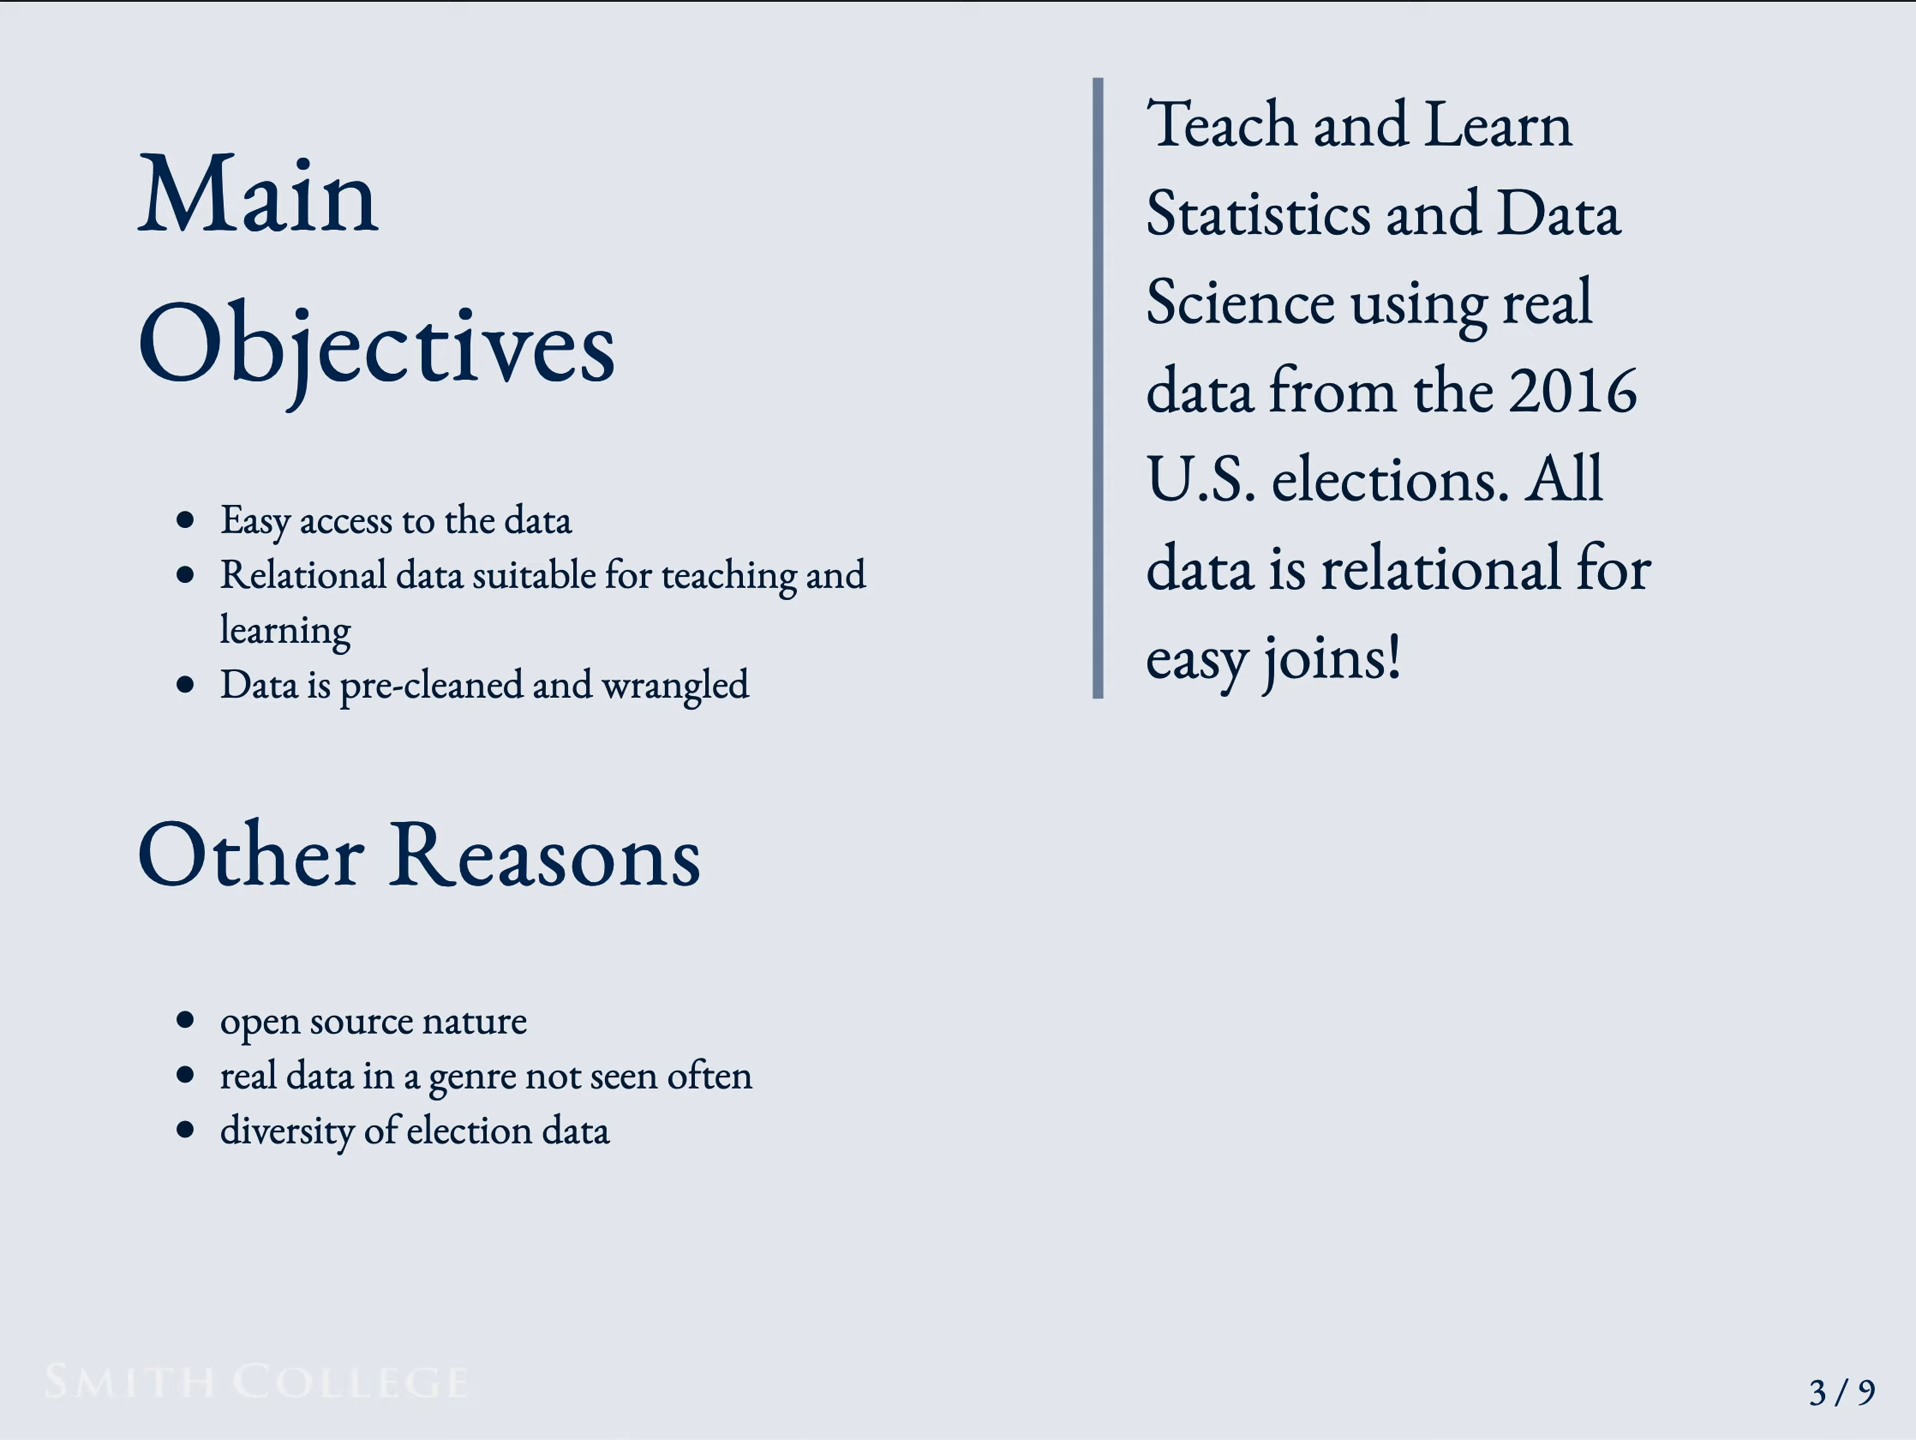 Main
Objectives
Easy access to the data
Relational data suitable for teaching and
learning
Data is pre-cleaned and wrangled
Other Reasons
open source nature
real data in a genre not seen often
diversity of election data
Teach and Learn
Statistics and Data
Science using real
data from the 2016
U.S. elections. All
data is relational for
easy joins!
SMITH COLLEGE
3 / 9